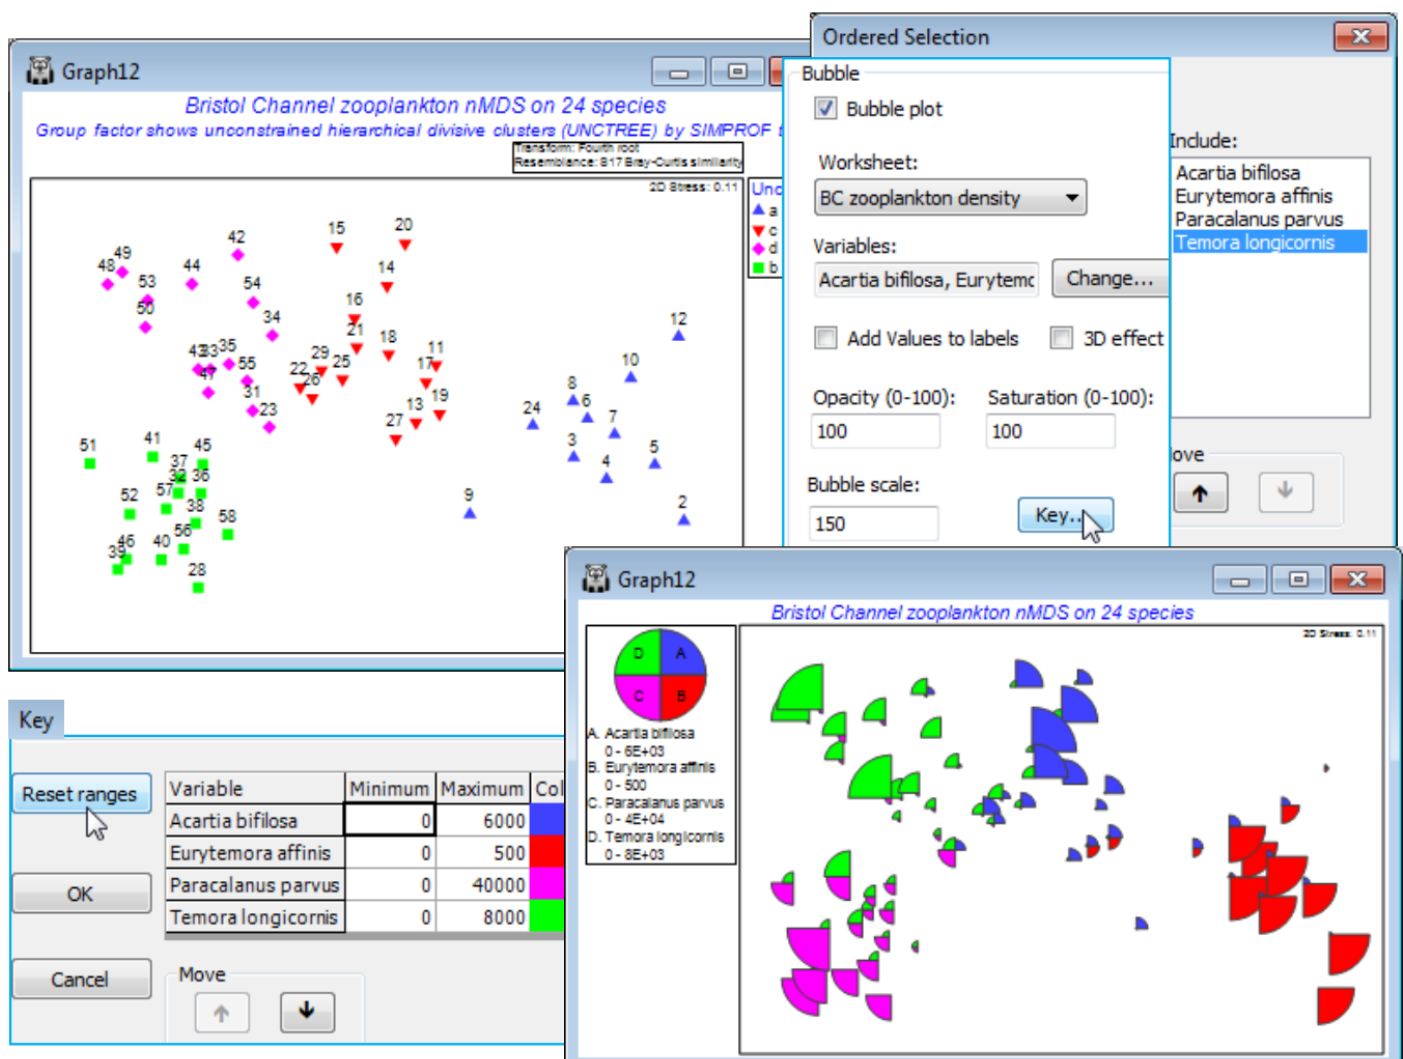 Graph12
Bristol Channel zooplankton nMDS on 24 species
Group factor shows unconstrained hierarchical divisive clusters (UNCTREE) by SIMPROF t
Transform: Fourth root
Resemblance: S17 Bray-Curtis similarity
2D Stress: 0.11
Unc
a
c
d
b
15
20
42
49
48
44
14
53
54
50
16
34
12
21
18
43
33
35
29
11
10
55
22
25
17
47
26
8
31
6
23
13
19
24
7
27
51
41
45
3
5
37
4
32
36
52
57
9
2
38
58
56
46
39
40
28
Ordered Selection
Bubble
Bubble plot
Worksheet:
BC zooplankton density
Variables:
Acartia bifilosa, Eurytemo
Change...
Add Values to labels
3D effect
Opacity (0-100):
Saturation (0-100):
100
100
Bubble scale:
150
Key..
Include:
Acartia bifilosa
Eurytemora affinis
Paracalanus parvus
Temora longicornis
ove
Key
Reset ranges
OK
Cancel
Variable Minimum Maximum Col
Acartia bifilosa 0 6000
Eurytemora affinis 0 500
Paracalanus parvus 0 40000
Temora longicornis 0 8000
Move
Graph12
Bristol Channel zooplankton nMDS on 24 species
2D Stress: 0.11
D A
C B
A. Acartia bifilosa
0 - 6E+03
B. Eurytemora affinis
0 - 500
C. Paracalanus parvus
0 - 4E+04
D. Temora longicornis
0 - 8E+03